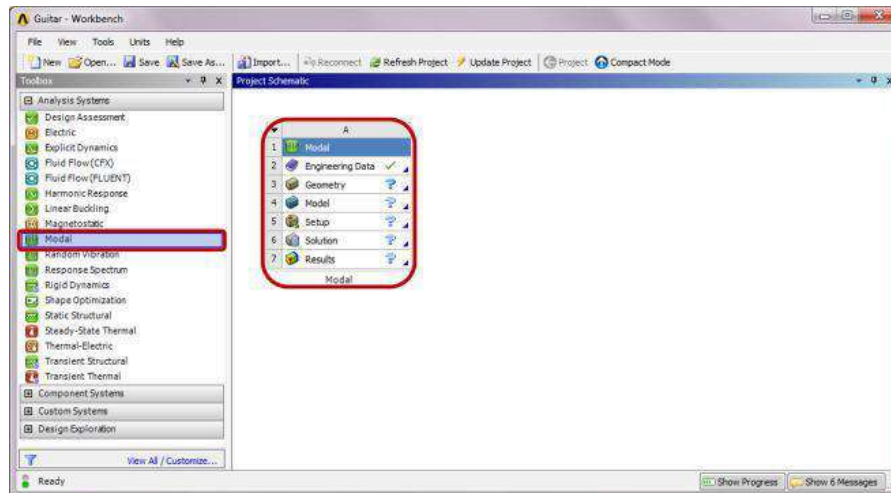 Guitar - Workbench
File View Tools Units Help
New Open... Save Save As... Import... Reconnect Refresh Project Update Project Project Compact Mode
Toolbox
Project Schematic
Analysis Systems
Design Assessment
Electric
Explicit Dynamics
Fluid Flow (CFX)
Fluid Flow (FLUENT)
Harmonic Response
Linear Buckling
Magnetostatic
Modal
Random Vibration
Response Spectrum
Rigid Dynamics
Shape Optimization
Static Structural
Steady-State Thermal
Thermal-Electric
Transient Structural
Transient Thermal
Component Systems
Custom Systems
Design Exploration
View All / Customize...
A
1 Modal
2 Engineering Data
3 Geometry ?
4 Model ?
5 Setup ?
6 Solution ?
7 Results ?
Modal
Ready
Show Progress Show 6 Messages